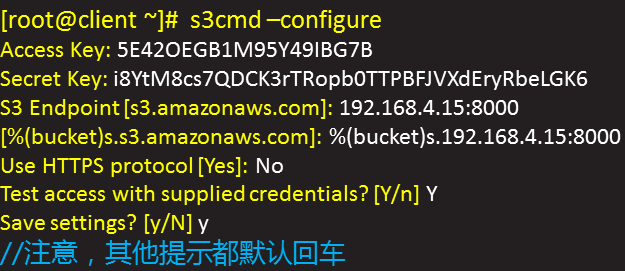 [root@client ~]#  s3cmd –configure
Access Key: 5E42OEGB1M95Y49IBG7B
Secret Key: i8YtM8cs7QDCK3rTRopb0TTPBFJVXdEryRbeLGK6
S3 Endpoint [s3.amazonaws.com]: 192.168.4.15:8000
[%(bucket)s.s3.amazonaws.com]: %(bucket)s.192.168.4.15:8000
Use HTTPS protocol [Yes]: No
Test access with supplied credentials? [Y/n] Y
Save settings? [y/N] y
//注意，其他提示都默认回车